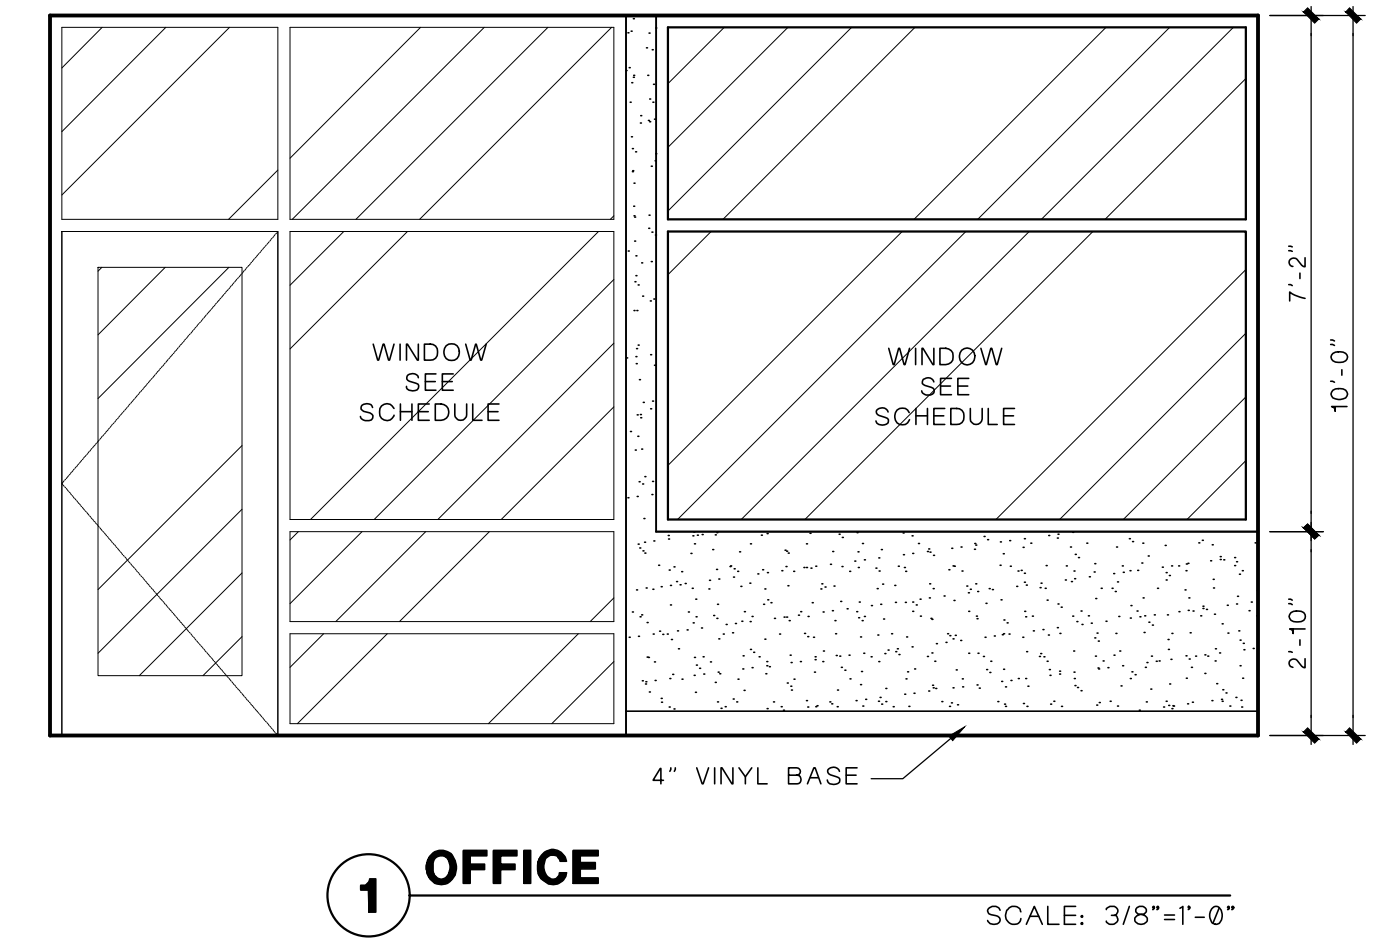 WINDOW
SEE
SCHEDULE
WINDOW
SEE
SCHEDULE
7'-2"
10'-0"
2'-10"
4" VINYL BASE
1 OFFICE
SCALE: 3/8"=1'-0"